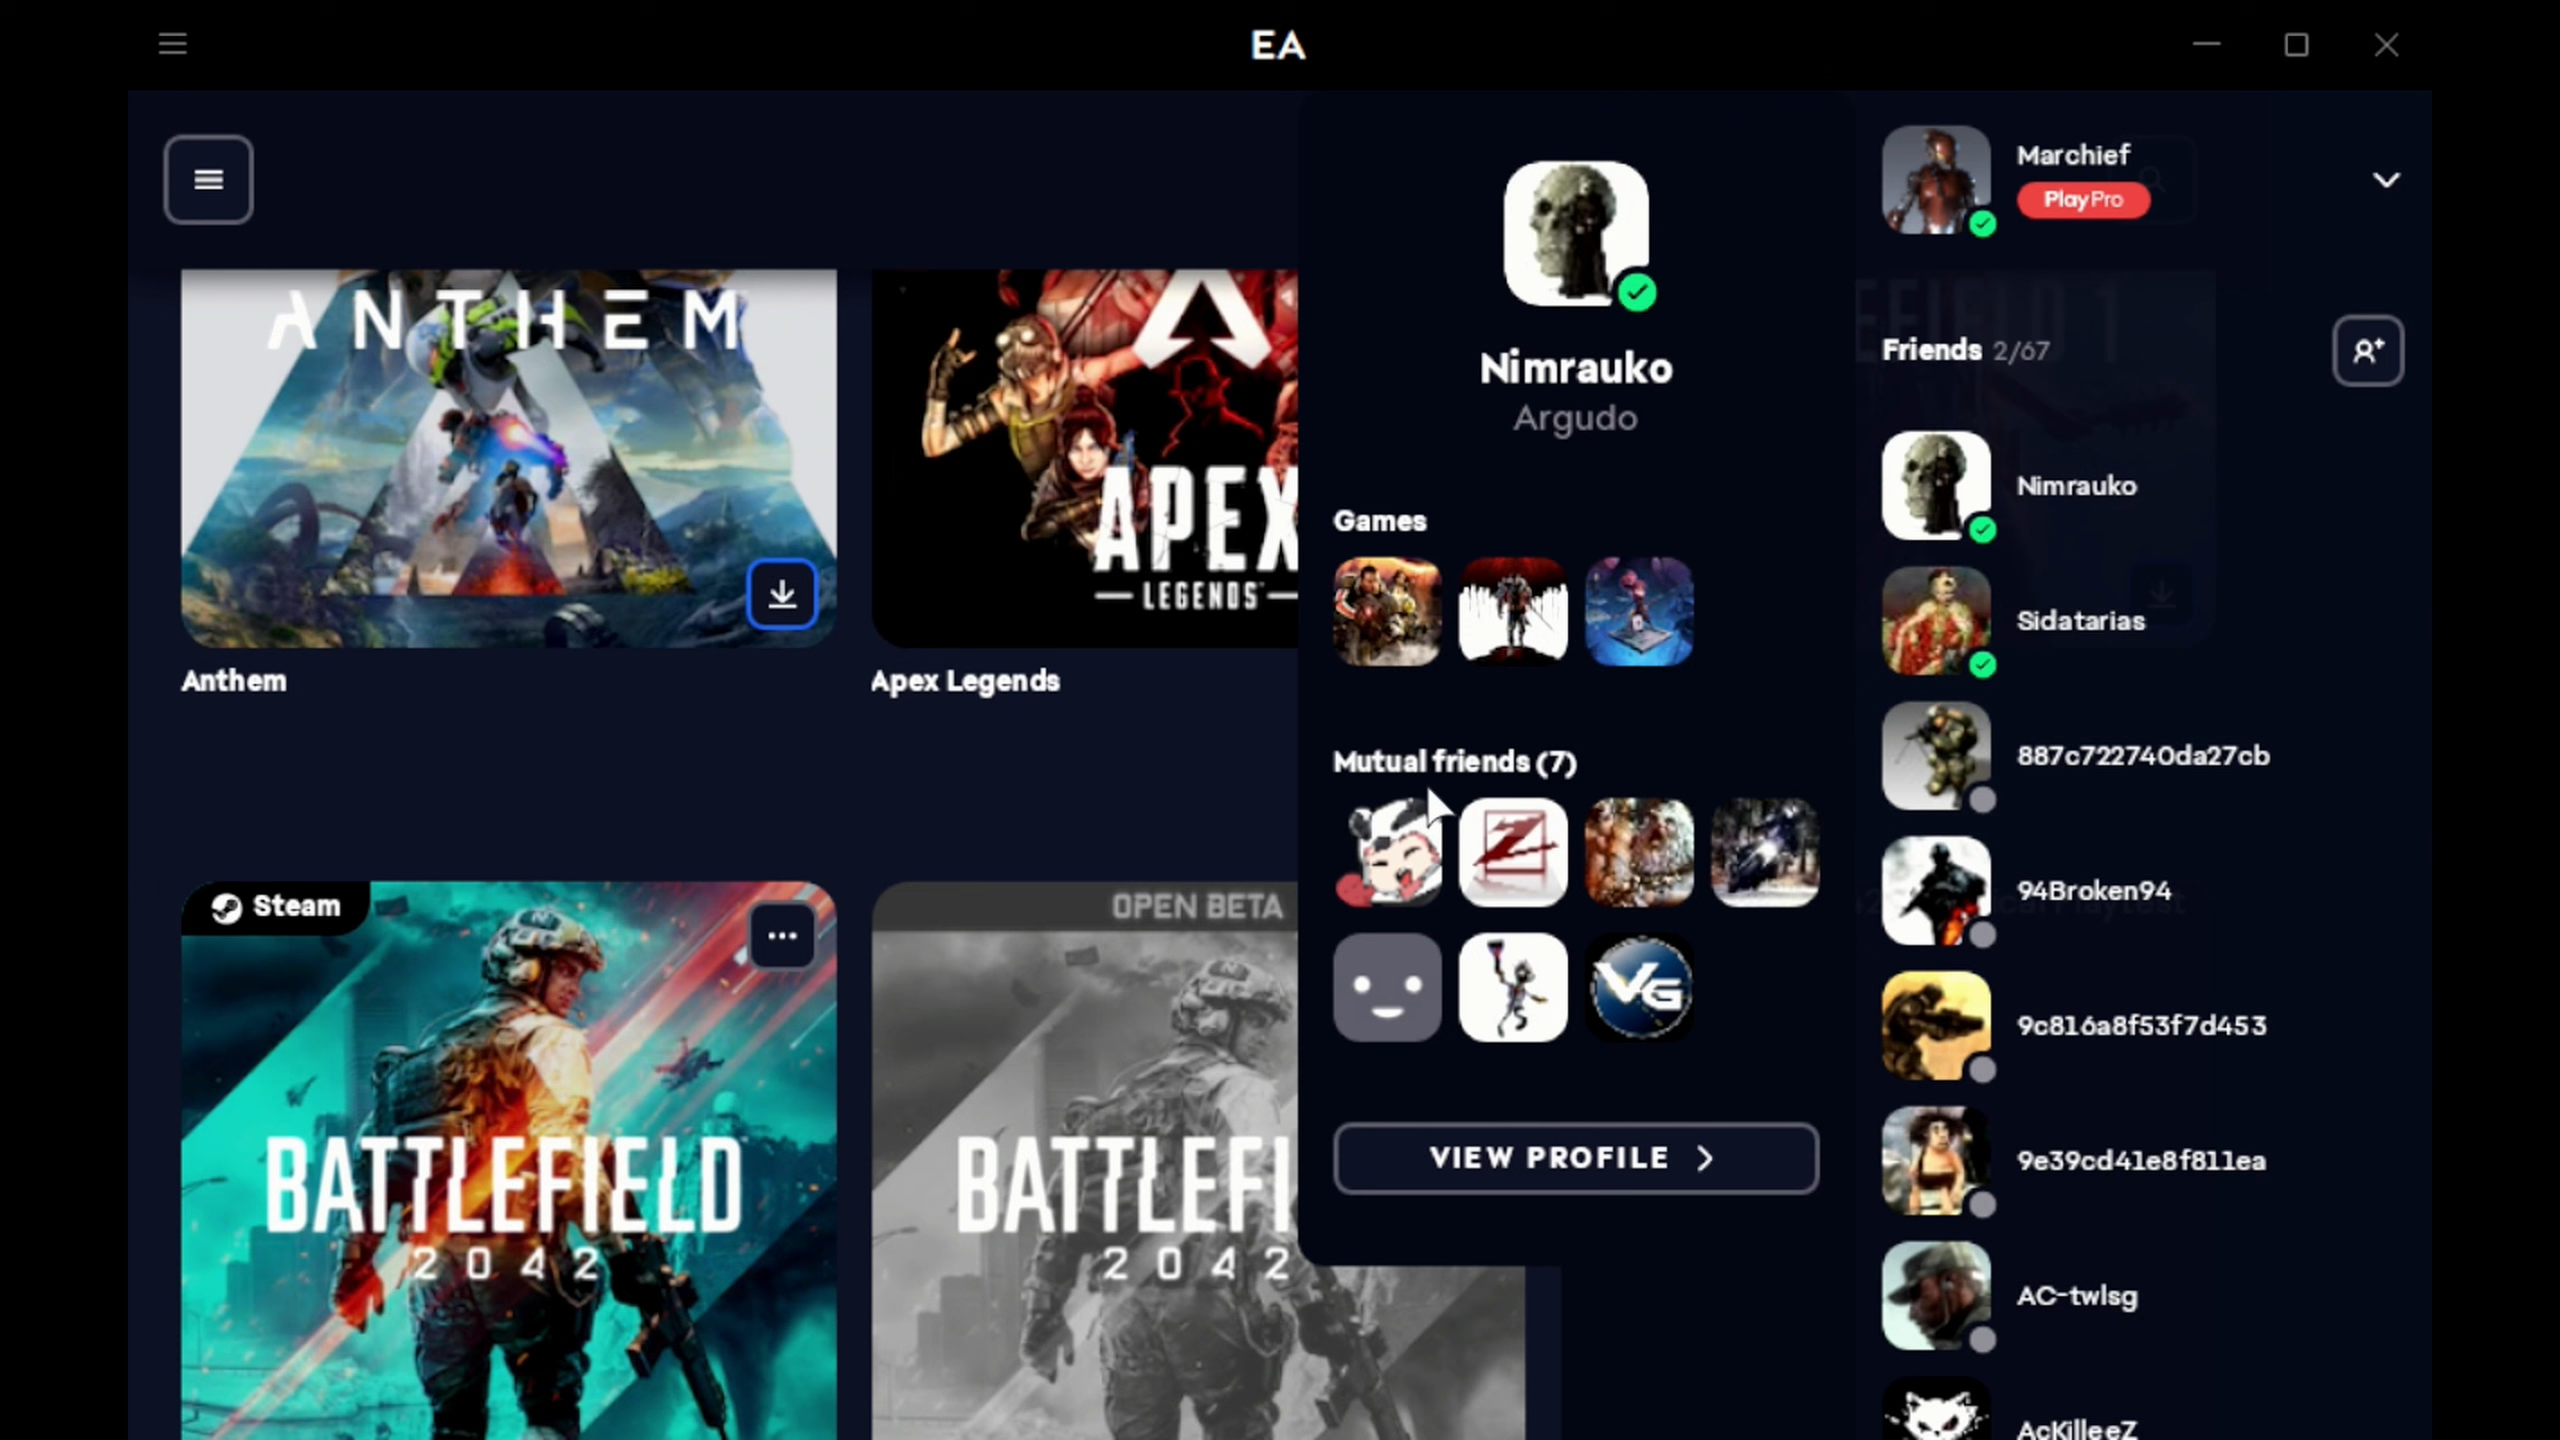 EA
ANTHEM
Anthem
APEX
LEGENDS
Apex Legends
Steam
BATTLEFIELD
2042
OPEN BETA
BATTLEFI
2042
Nimrauko
Argudo
Games
Mutual friends (7)
Z
VG
VIEW PROFILE
Marchief
PlayPro
Friends 2/67
Nimrauko
Sidatarias
887c722740da27cb
94Broken94
9c816a8f53f7d453
9e39cd41e8f811ea
AC-twlsg
AcKilleeZ